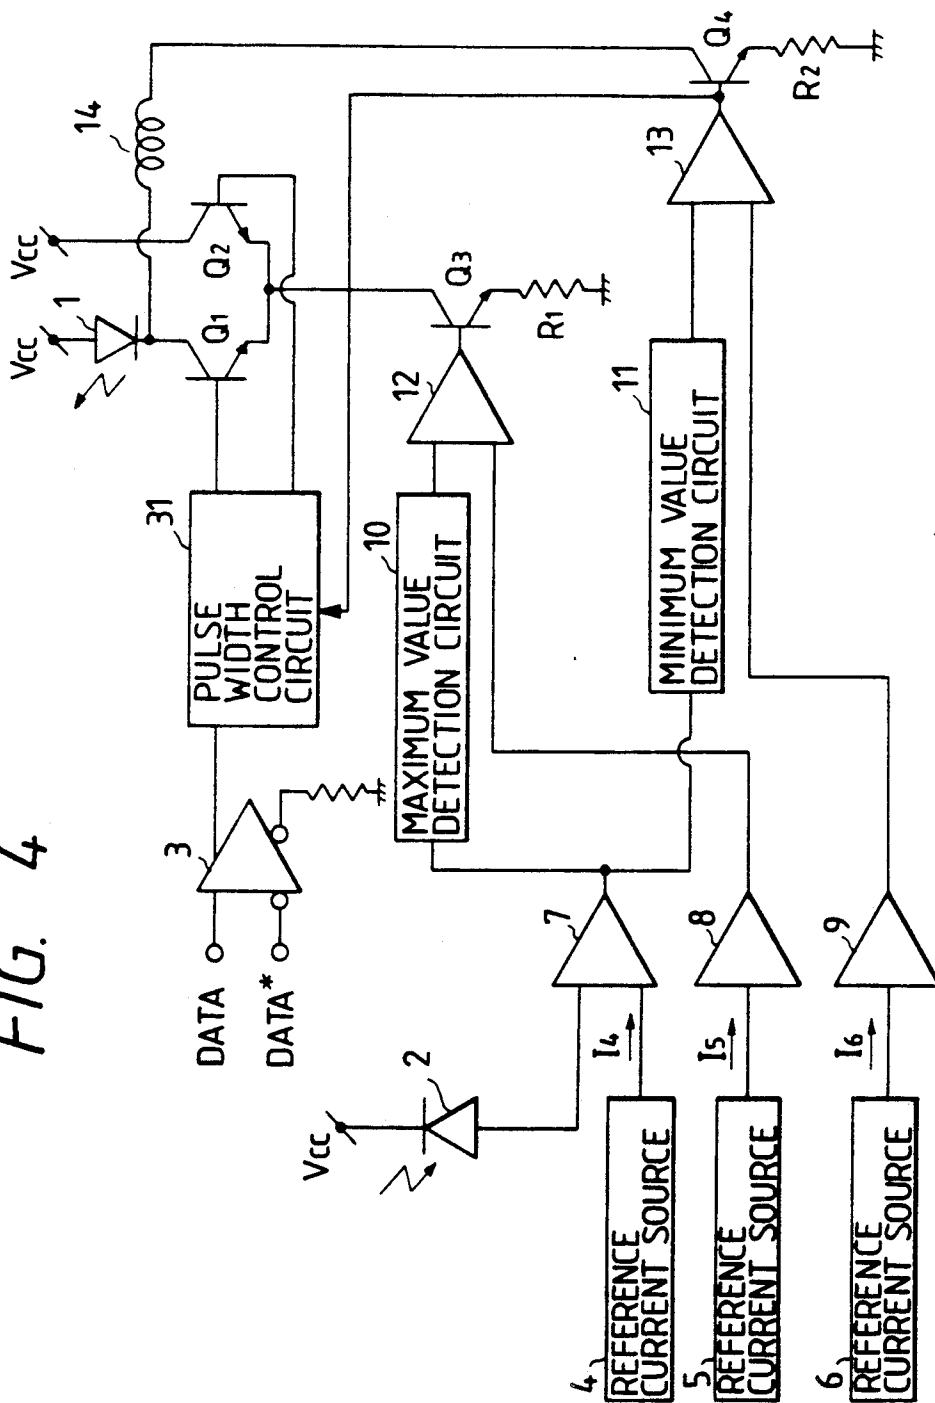 FIG. 4
Vcc
Vcc
1
14
Q1
Q2
Q4
R2
DATA
DATA*
3
31
PULSE
WIDTH
CONTROL
CIRCUIT
12
Q3
R1
13
10
MAXIMUM VALUE
DETECTION CIRCUIT
11
MINIMUM VALUE
DETECTION CIRCUIT
Vcc
2
7
8
9
I4
I5
I6
4
REFERENCE
CURRENT SOURCE
5
REFERENCE
CURRENT SOURCE
6
REFERENCE
CURRENT SOURCE